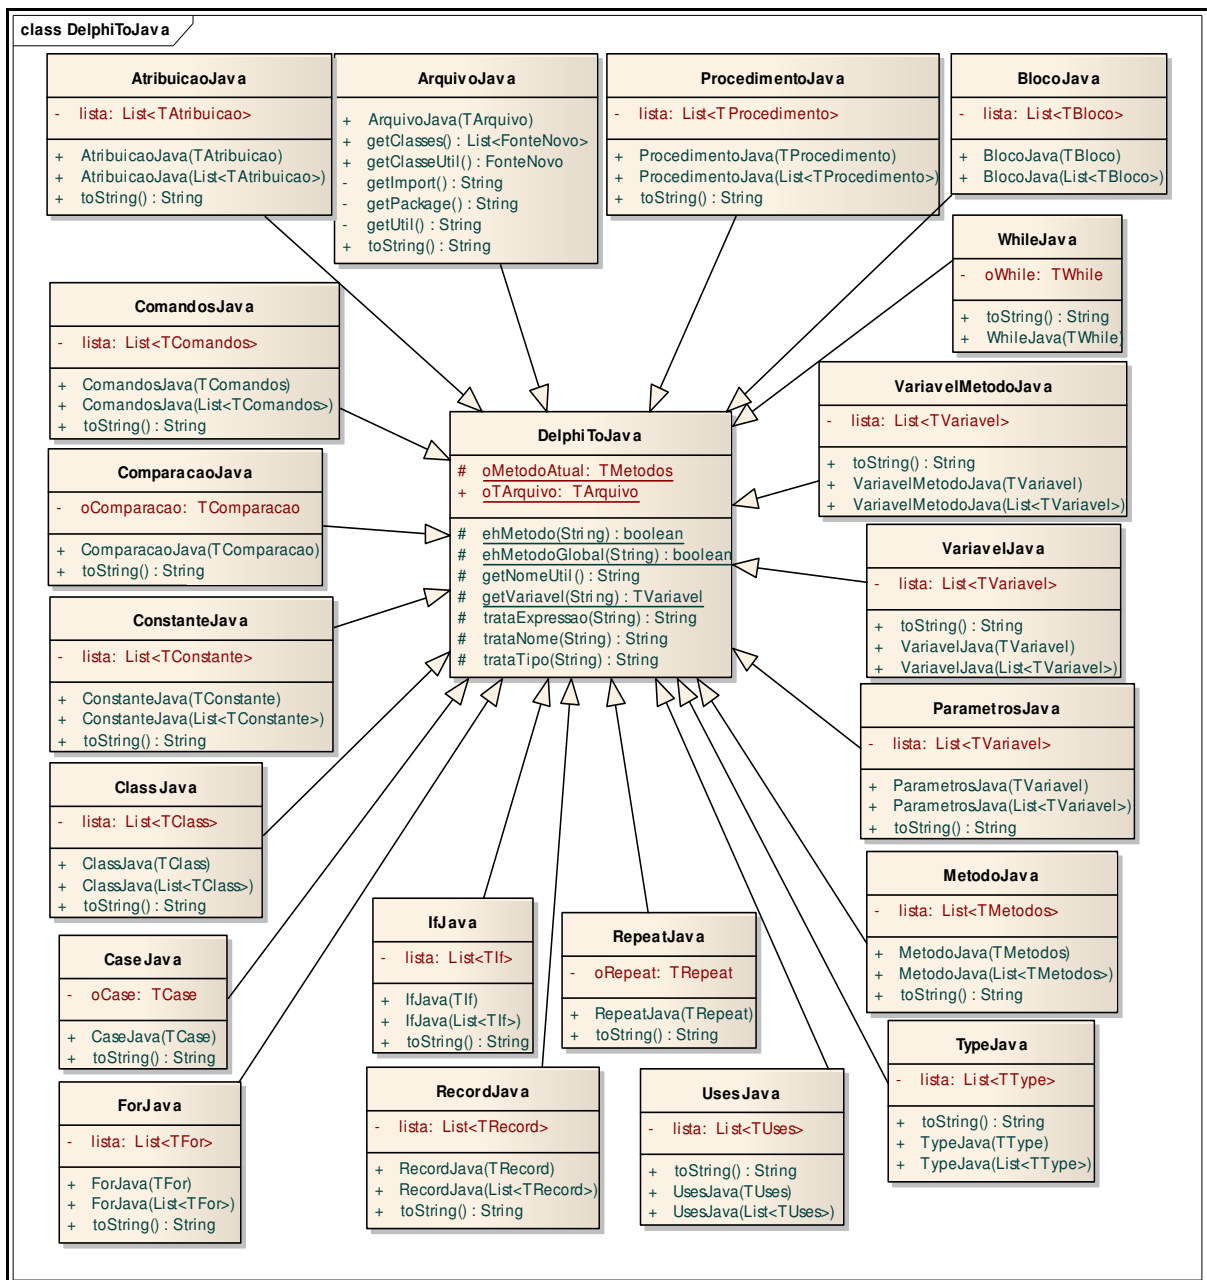 class DelphiToJava
AtribuicaoJava
- lista: List<TAtribuicao>
+ AtribuicaoJava(TAtribuicao)
+ AtribuicaoJava(List<TAtribuicao>)
+ toString() : String
ArquivoJava
+ ArquivoJava(TArquivo)
+ getClasses() : List<FonteNovo>
+ getClasseUtil() : FonteNovo
- getImport() : String
- getPackage() : String
- getUtil() : String
+ toString() : String
ProcedimentoJava
- lista: List<TProcedimento>
+ ProcedimentoJava(TProcedimento)
+ ProcedimentoJava(List<TProcedimento>)
+ toString() : String
BlocoJava
- lista: List<TBloco>
+ BlocoJava(TBloco)
+ BlocoJava(List<TBloco>)
WhileJava
- oWhile: TWhile
+ toString() : String
+ WhileJava(TWhile)
ComandosJava
- lista: List<TComandos>
+ ComandosJava(TComandos)
+ ComandosJava(List<TComandos>)
+ toString() : String
VariavelMetodoJava
- lista: List<TVariavel>
+ toString() : String
+ VariavelMetodoJava(TVariavel)
+ VariavelMetodoJava(List<TVariavel>)
DelphiToJava
# oMetodoAtual: TMetodos
+ oTArquivo: TArquivo
# ehMetodo(String) : boolean
# ehMetodoGlobal(String) : boolean
# getNomeUtil() : String
# getVariavel(String) : TVariavel
# trataExpressao(String) : String
# trataNome(String) : String
# trataTipo(String) : String
ComparacaoJava
- oComparacao: TComparacao
+ ComparacaoJava(TComparacao)
+ toString() : String
VariavelJava
- lista: List<TVariavel>
+ toString() : String
+ VariavelJava(TVariavel)
+ VariavelJava(List<TVariavel>)
ConstanteJava
- lista: List<TConstante>
+ ConstanteJava(TConstante)
+ ConstanteJava(List<TConstante>)
+ toString() : String
ParametrosJava
- lista: List<TVariavel>
+ ParametrosJava(TVariavel)
+ ParametrosJava(List<TVariavel>)
+ toString() : String
ClassJava
- lista: List<TClass>
+ ClassJava(TClass)
+ ClassJava(List<TClass>)
+ toString() : String
MetodoJava
- lista: List<TMetodos>
+ MetodoJava(TMetodos)
+ MetodoJava(List<TMetodos>)
+ toString() : String
IfJava
- lista: List<TIf>
+ IfJava(TIf)
+ IfJava(List<TIf>)
+ toString() : String
RepeatJava
- oRepeat: TRepeat
+ RepeatJava(TRepeat)
+ toString() : String
CaseJava
- oCase: TCase
+ CaseJava(TCase)
+ toString() : String
TypeJava
- lista: List<TType>
+ toString() : String
+ TypeJava(TType)
+ TypeJava(List<TType>)
ForJava
- lista: List<TFor>
+ ForJava(TFor)
+ ForJava(List<TFor>)
+ toString() : String
RecordJava
- lista: List<TRecord>
+ RecordJava(TRecord)
+ RecordJava(List<TRecord>)
+ toString() : String
UsesJava
- lista: List<TUses>
+ toString() : String
+ UsesJava(TUses)
+ UsesJava(List<TUses>)